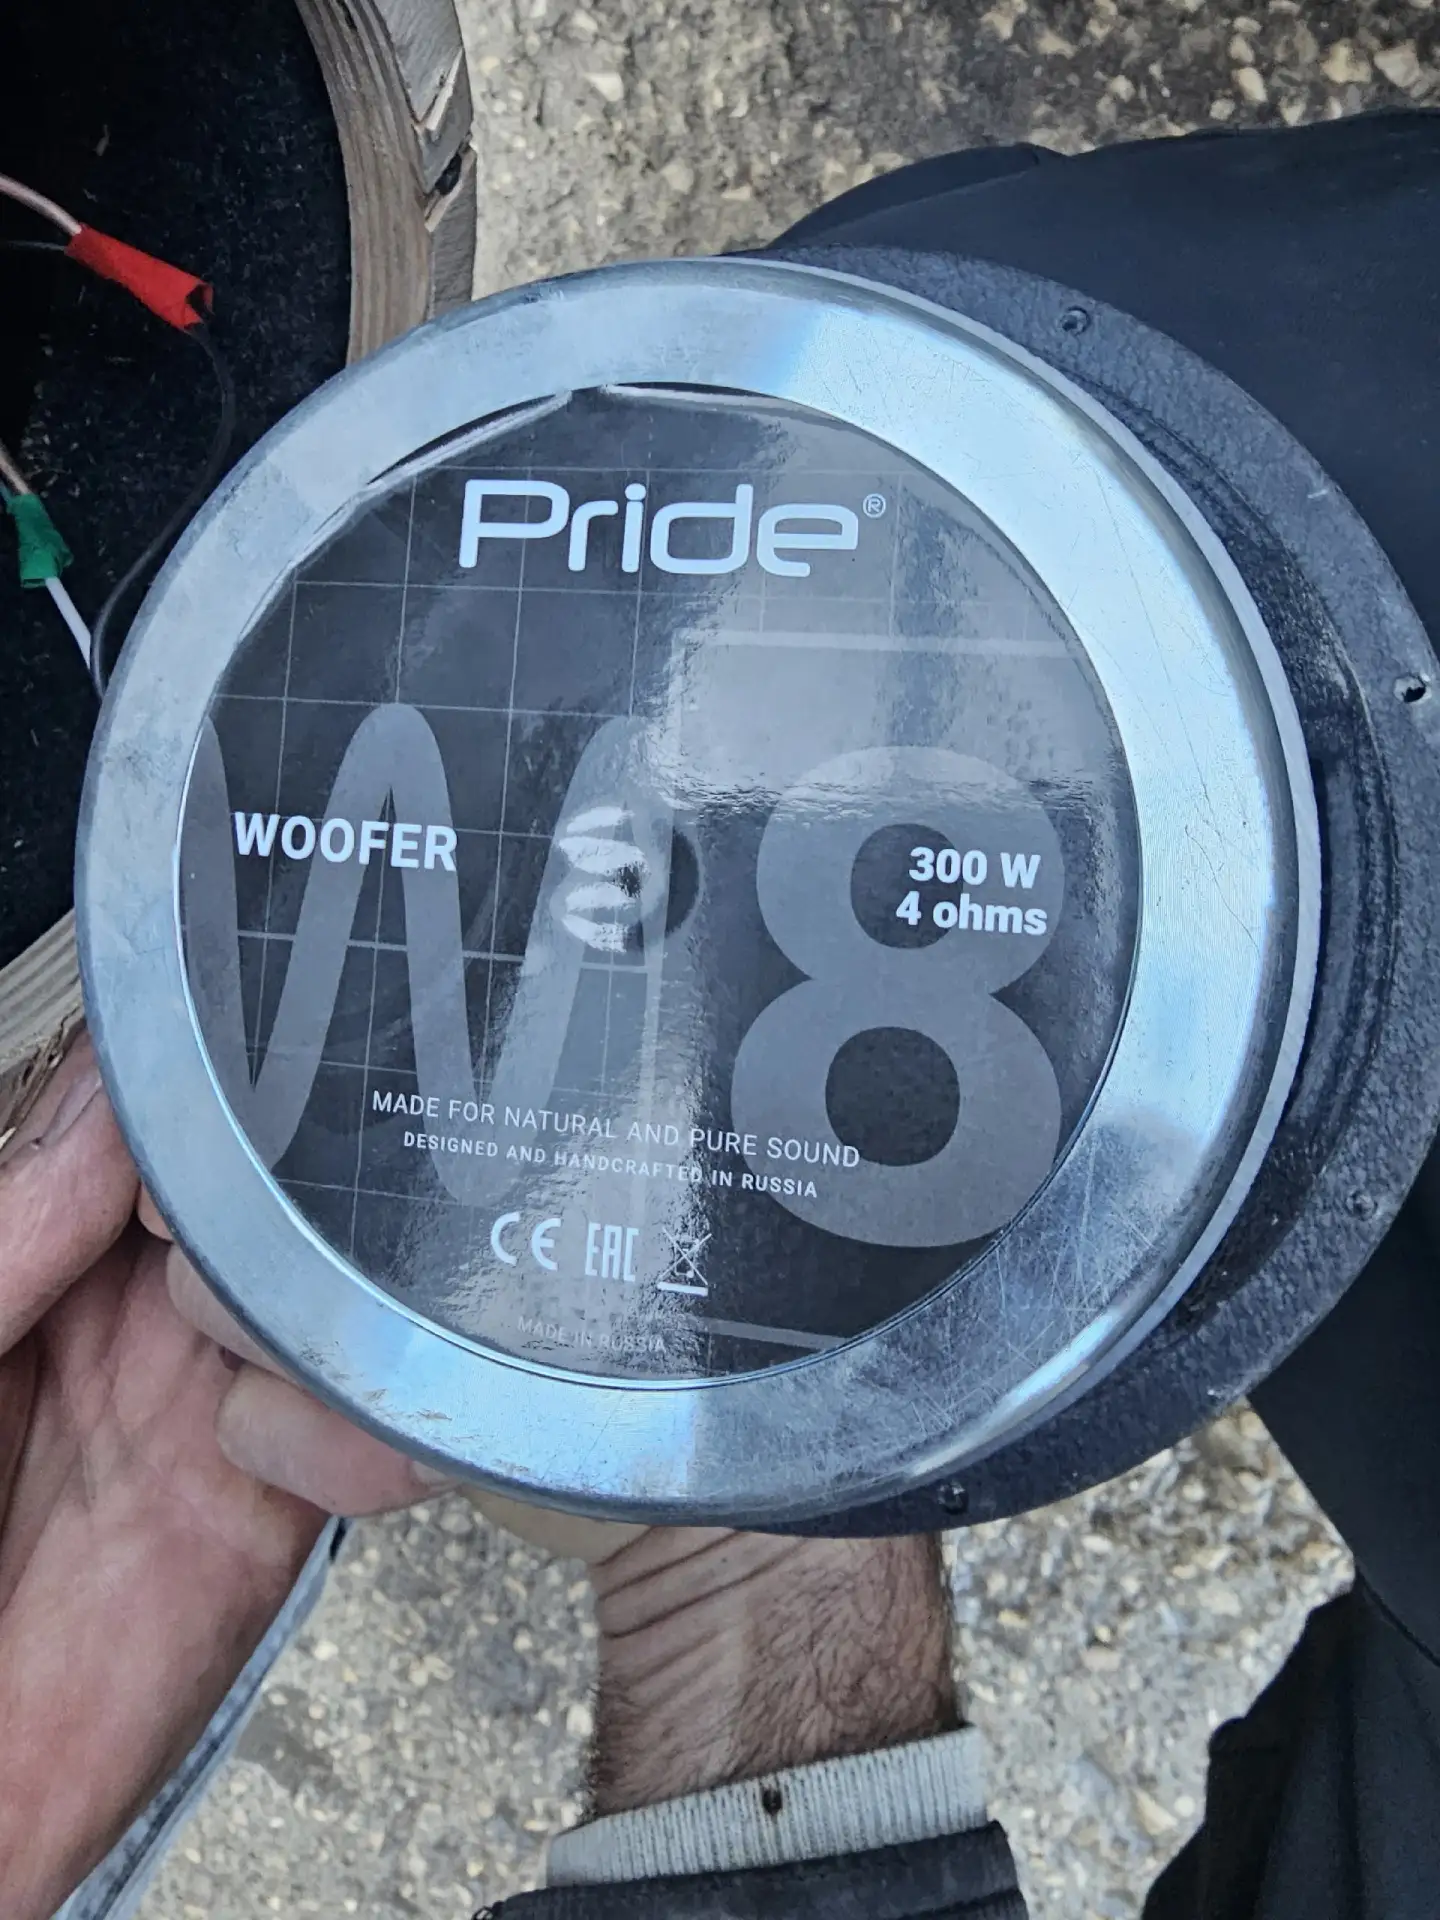 Pride®
W8
WOOFER
300 W
4 ohms
MADE FOR NATURAL AND PURE SOUND
DESIGNED AND HANDCRAFTED IN RUSSIA
CE EAC
MADE IN RUSSIA